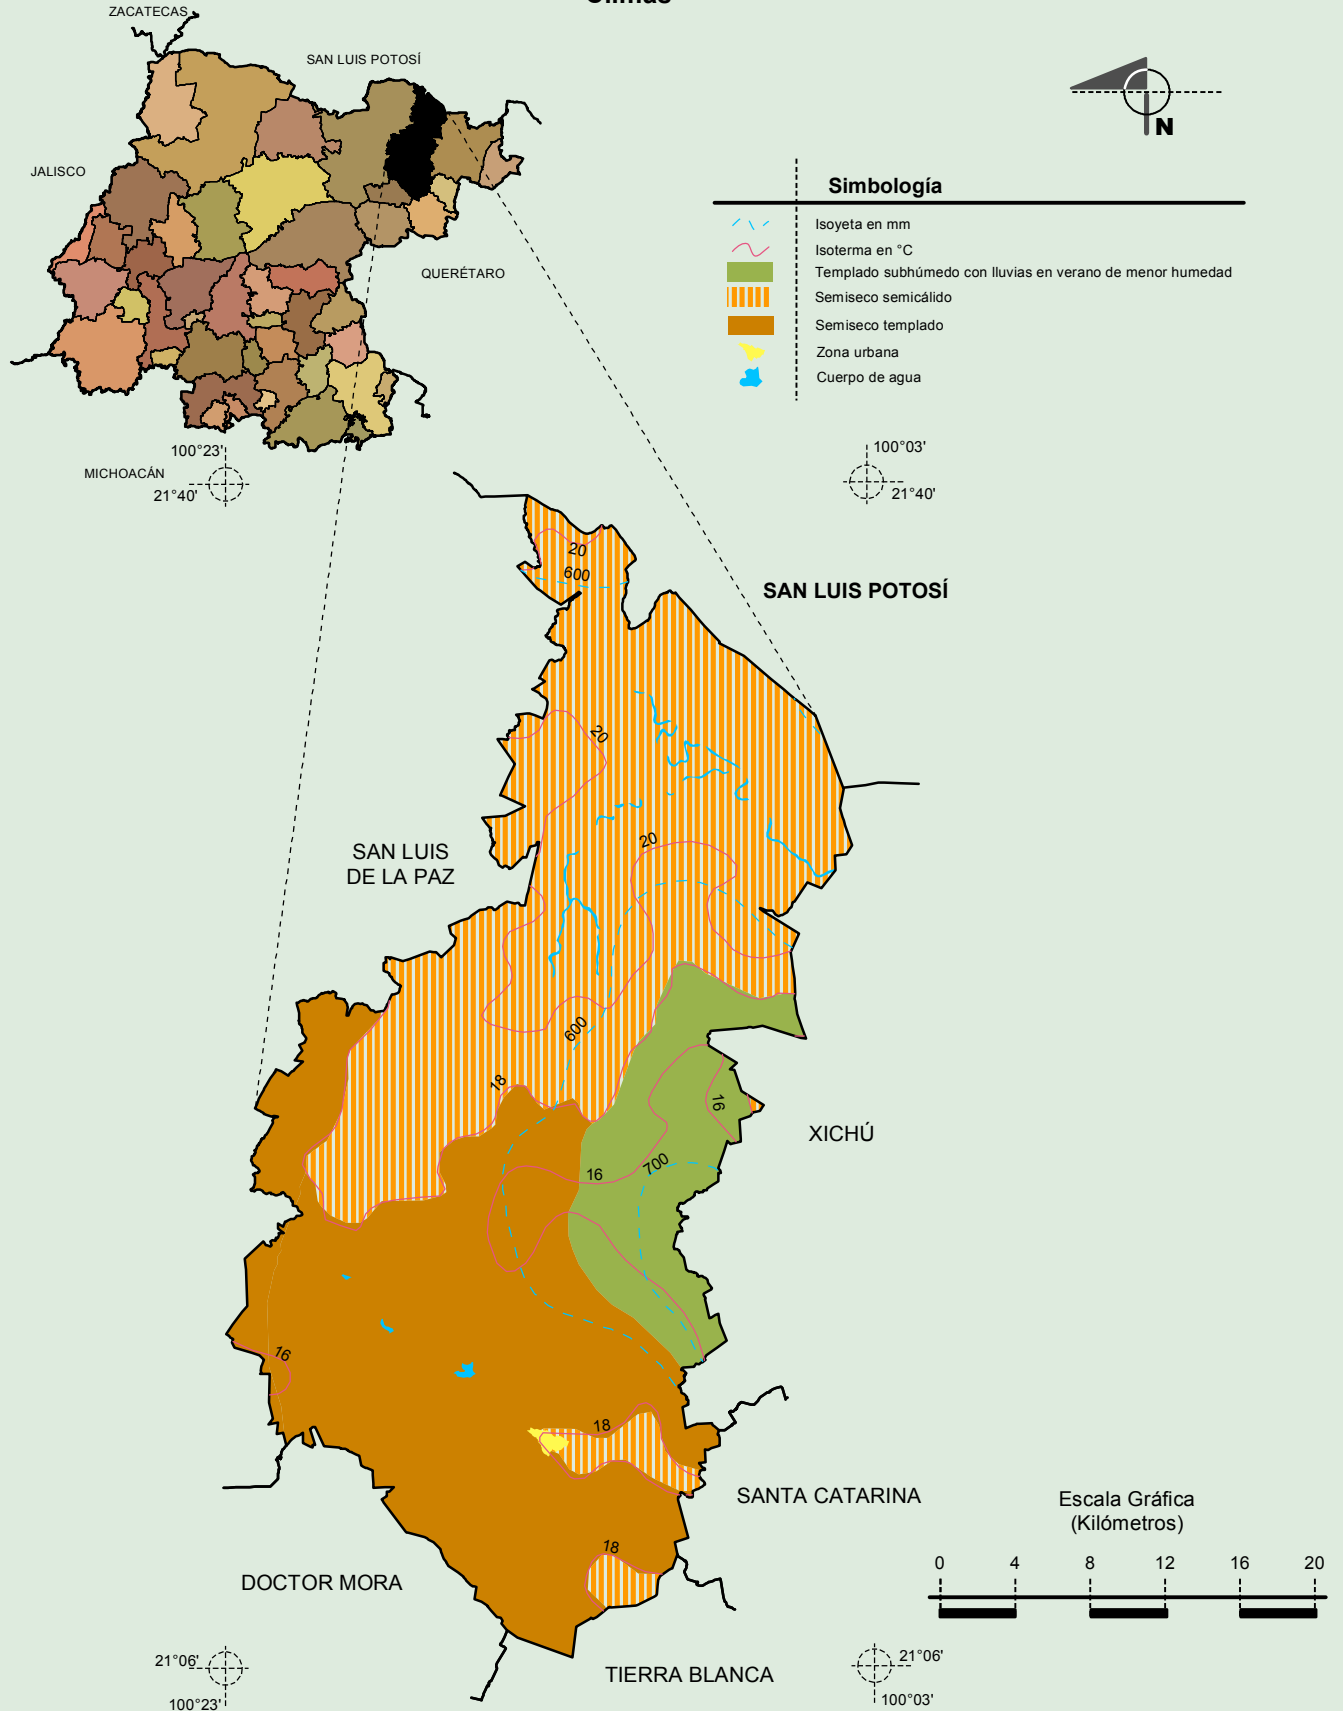 Climas
ZACATECAS
SAN LUIS POTOSÍ
JALISCO
QUERÉTARO
MICHOACÁN
N
Simbología
Isoyeta en mm
Isoterma en °C
Templado subhúmedo con lluvias en verano de menor humedad
Semiseco semicálido
Semiseco templado
Zona urbana
Cuerpo de agua
100°23'
21°40'
100°03'
21°40'
20
600
SAN LUIS POTOSÍ
20
20
SAN LUIS
DE LA PAZ
600
18
16
XICHÚ
700
16
16
18
SANTA CATARINA
18
DOCTOR MORA
TIERRA BLANCA
Escala Gráfica
(Kilómetros)
0 4 8 12 16 20
21°06'
100°23'
21°06'
100°03'